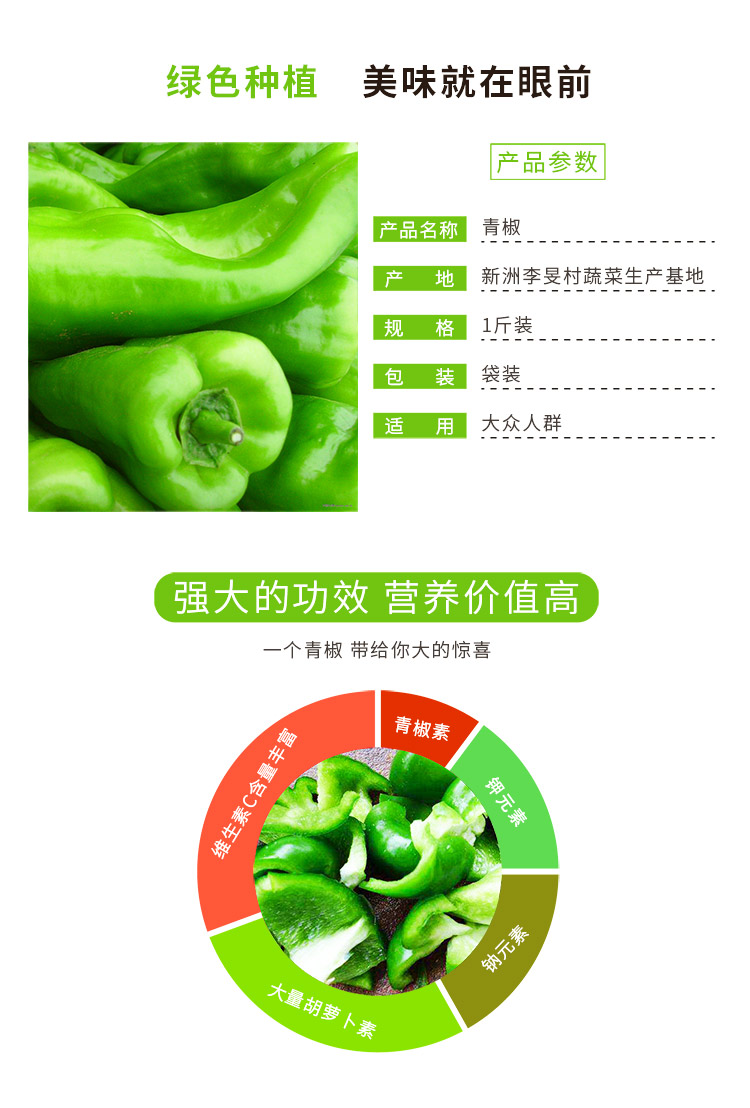 绿色种植 美味就在眼前
产品参数
产品名称 青椒
产地 新洲李旻村蔬菜生产基地
规格 1斤装
包装 袋装
适用 大众人群
强大的功效 营养价值高
一个青椒 带给你大的惊喜
青椒素
钾元素
钠元素
大量胡萝卜素
维生素C含量丰富